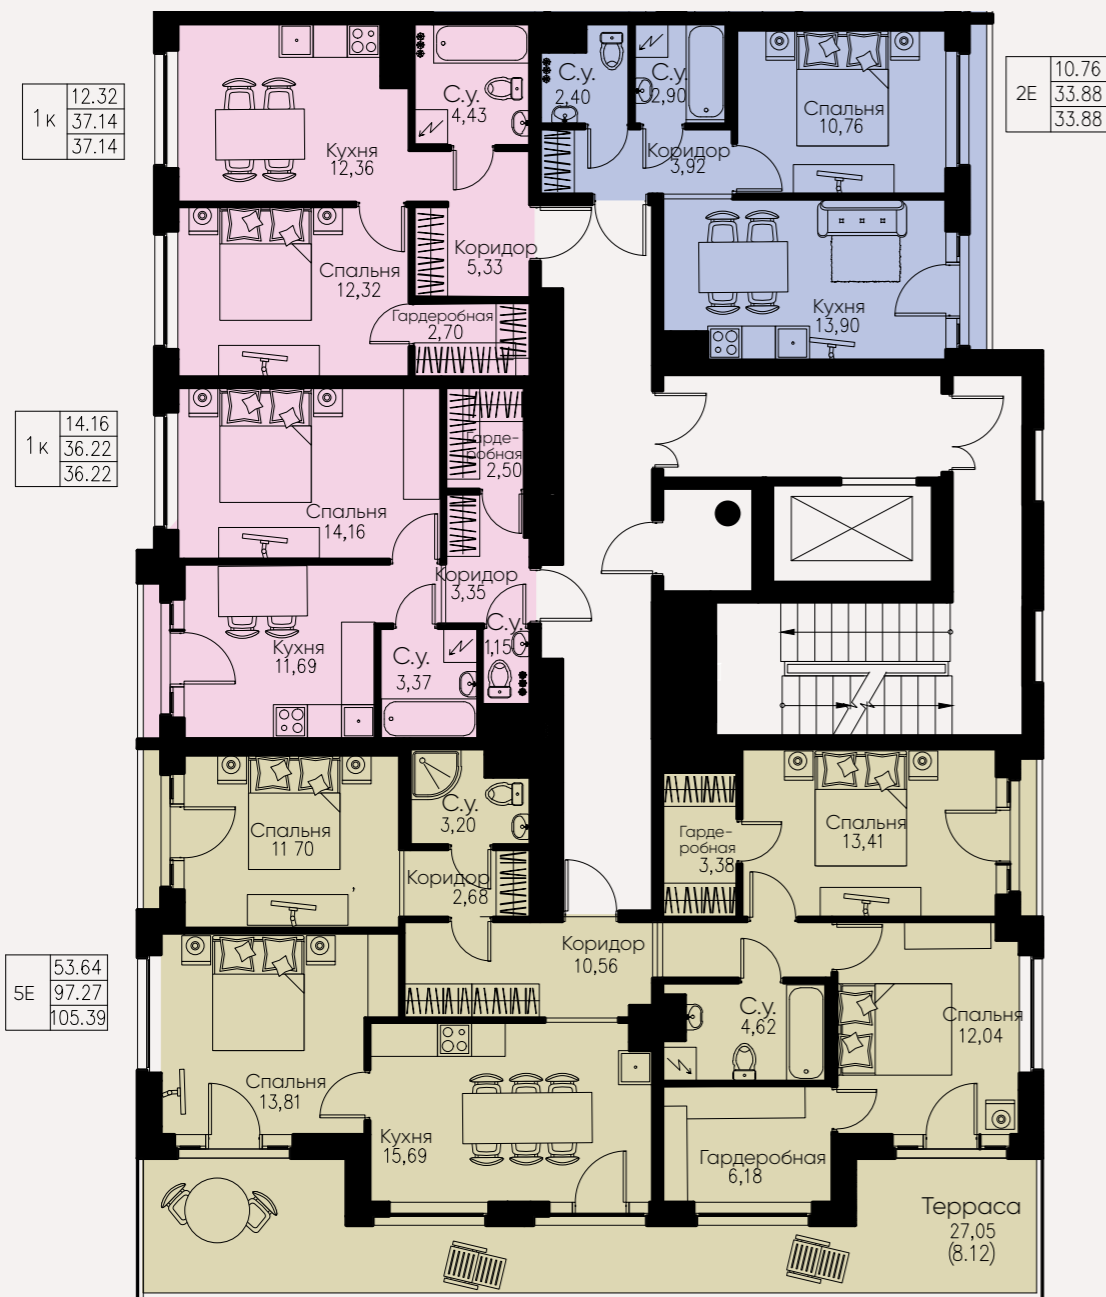 1к
12.32
37.14
37.14
Кухня
12,36
С.у.
4,43
С.у.
2,40
С.у.
2,90
Спальня
10,76
2Е
10.76
33.88
33.88
Коридор
3,92
Спальня
12,32
Коридор
5,33
Гардеробная
2,70
Кухня
13,90
1к
14.16
36.22
36.22
Гарде-
робная
2,50
Спальня
14,16
Коридор
3,35
Кухня
11,69
С.у.
3,37
С.у.
1,15
Спальня
11 70
С.у.
3,20
Коридор
2,68
Гарде-
робная
3,38
Спальня
13,41
5Е
53.64
97.27
105.39
Коридор
10,56
С.у.
4,62
Спальня
12,04
Спальня
13,81
Кухня
15,69
Гардеробная
6,18
Терраса
27,05
(8.12)